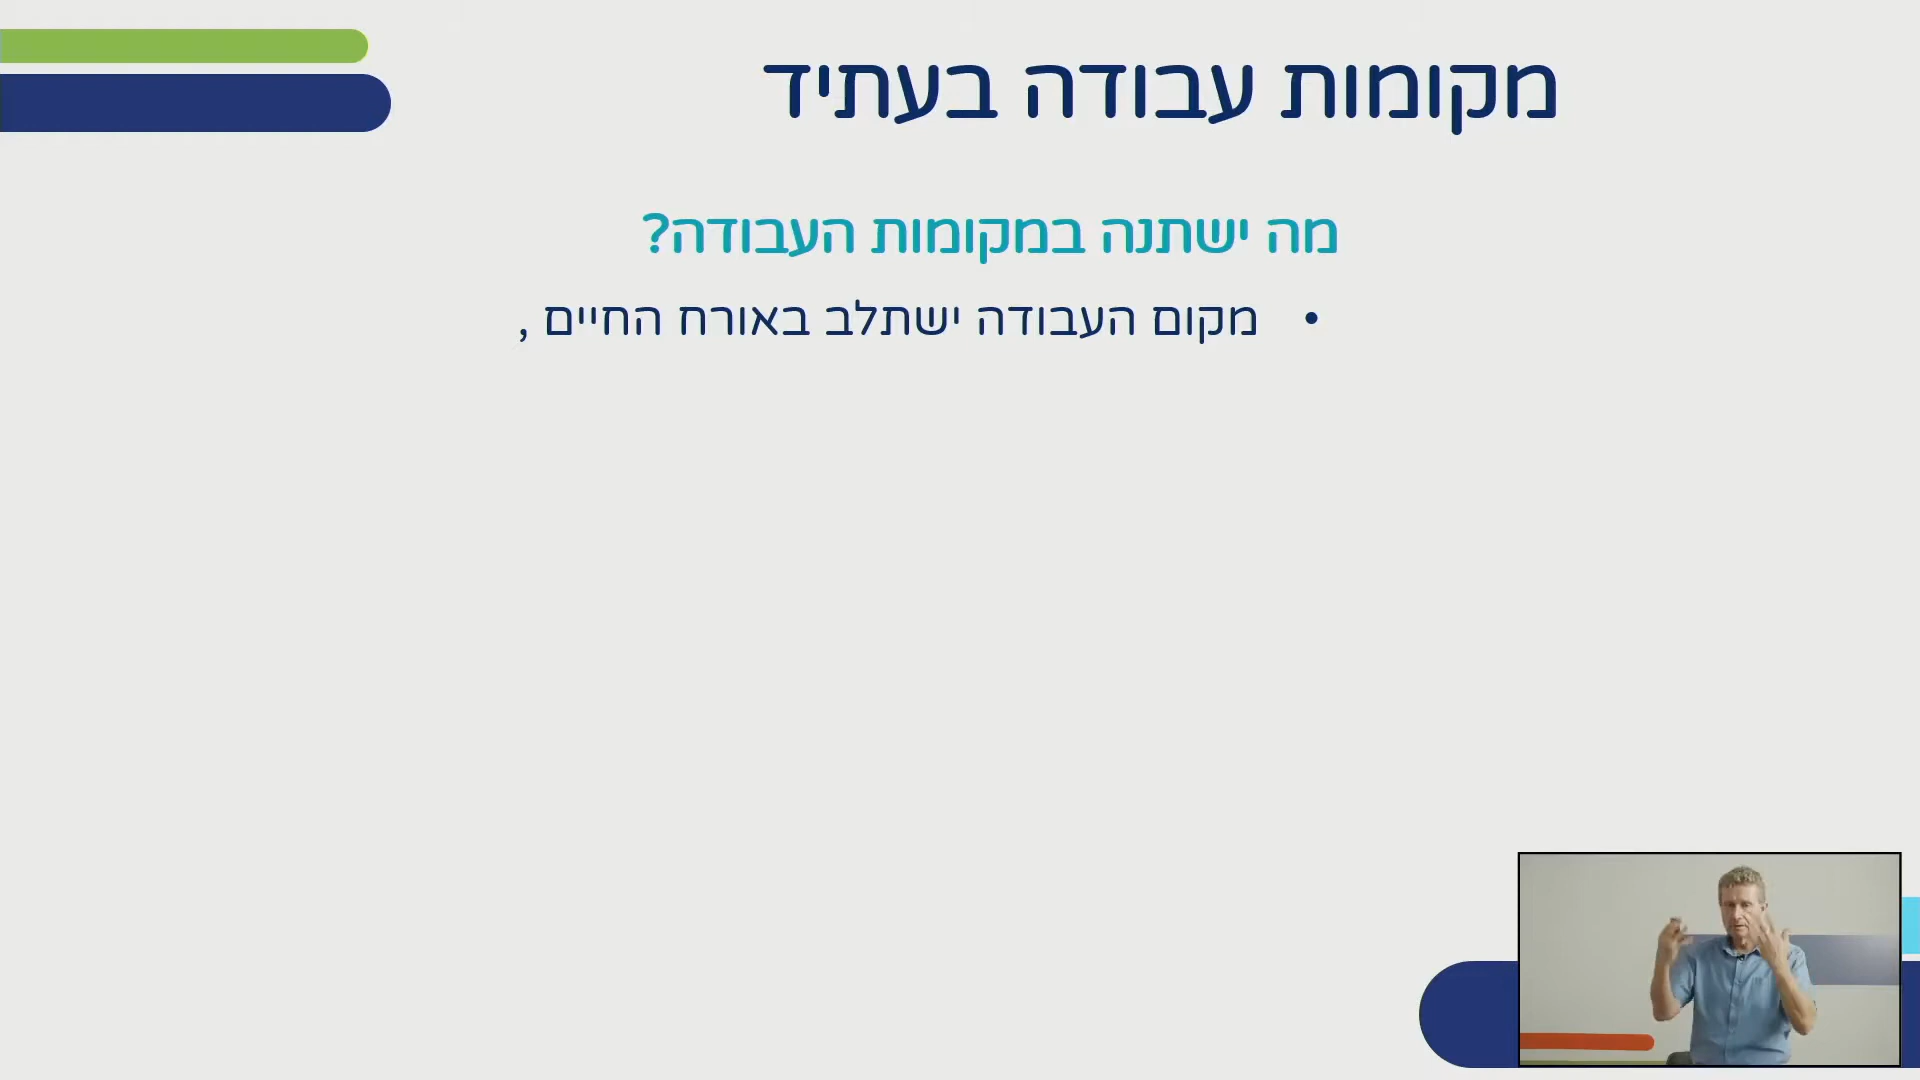 מקומות עבודה בעתיד
מה ישתנה במקומות העבודה?
• מקום העבודה ישתלב באורח החיים ,